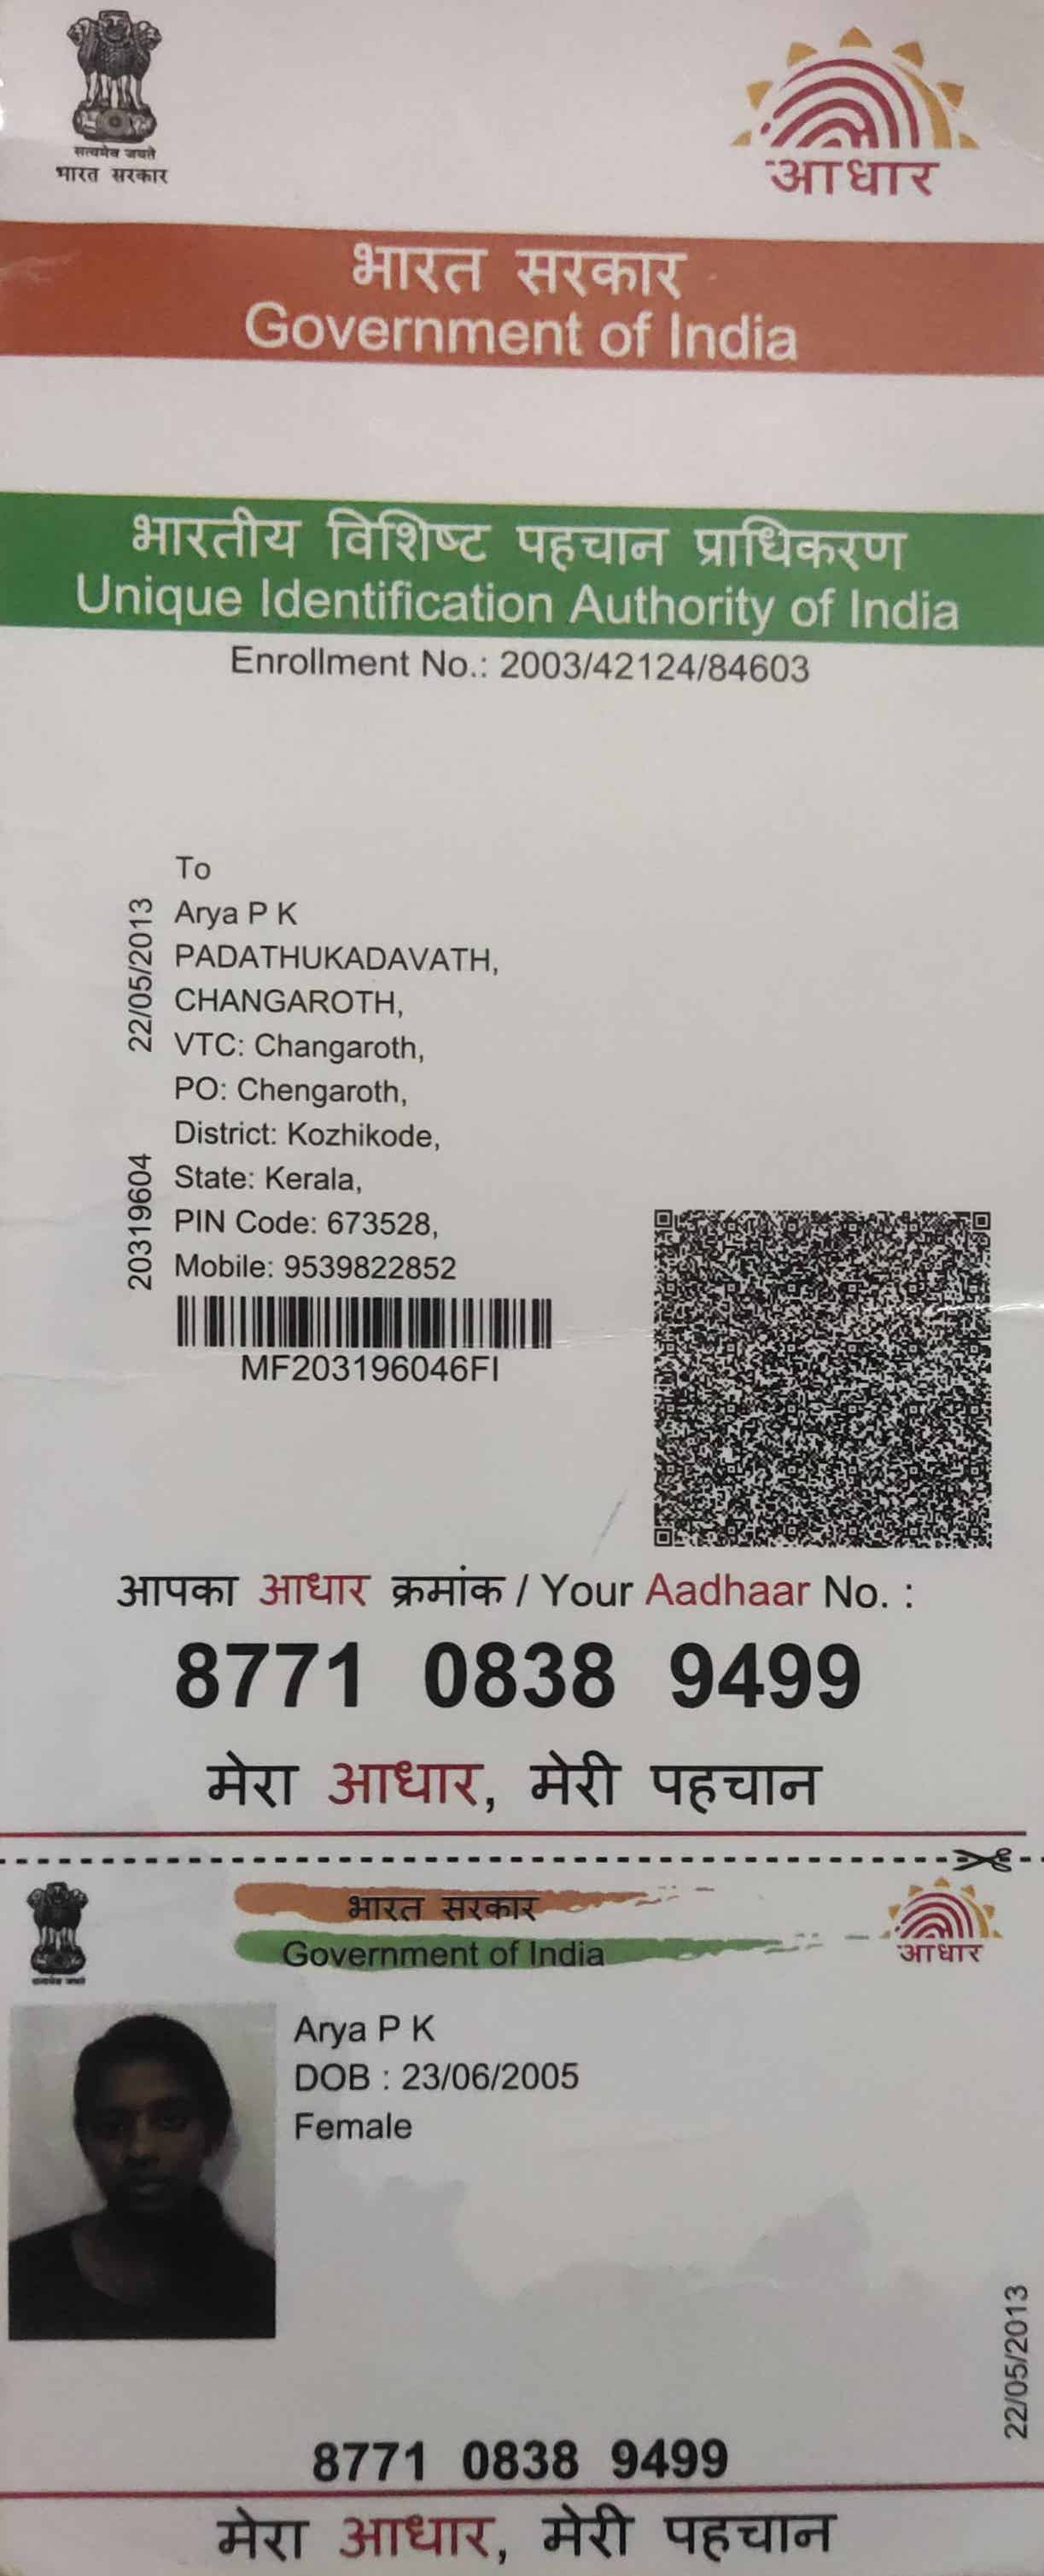 सत्यमेव जयते
भारत सरकार
आधार
भारत सरकार
Government of India
भारतीय विशिष्ट पहचान प्राधिकरण
Unique Identification Authority of India
Enrollment No.: 2003/42124/84603
To
Arya P K
PADATHUKADAVATH,
CHANGAROTH,
VTC: Changaroth,
PO: Chengaroth,
District: Kozhikode,
State: Kerala,
PIN Code: 673528,
Mobile: 9539822852
22/05/2013
20319604
MF203196046FI
आपका आधार क्रमांक / Your Aadhaar No. :
8771 0838 9499
मेरा आधार, मेरी पहचान
भारत सरकार
Government of India
सत्यमेव जयते
आधार
Arya P K
DOB : 23/06/2005
Female
22/05/2013
8771 0838 9499
मेरा आधार, मेरी पहचान